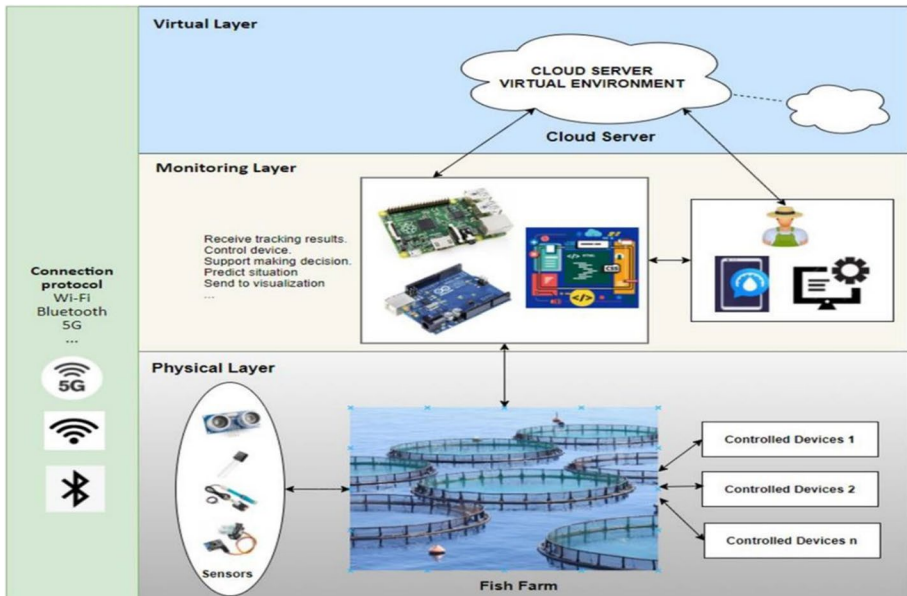 Virtual Layer
CLOUD SERVER
VIRTUAL ENVIRONMENT
Cloud Server
Monitoring Layer
Receive tracking results.
Control device.
Support making decision.
Predict situation
Send to visualization
...
Connection
protocol
Wi-Fi
Bluetooth
5G
...
5G
CSS
</>
Physical Layer
Sensors
Fish Farm
Controlled Devices 1
Controlled Devices 2
Controlled Devices n